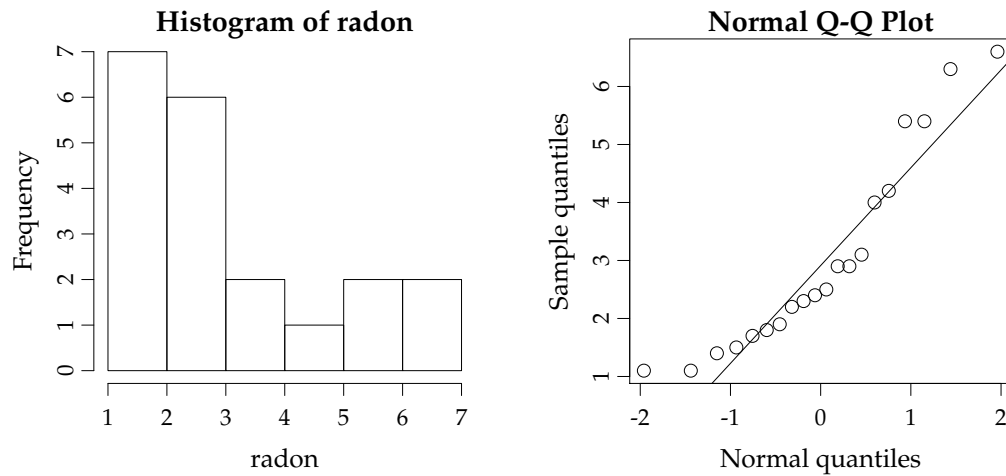 Histogram of radon
Frequency
0 1 2 3 4 5 6 7
1 2 3 4 5 6 7
radon
Normal Q-Q Plot
Sample quantiles
1 2 3 4 5 6
-2 -1 0 1 2
Normal quantiles